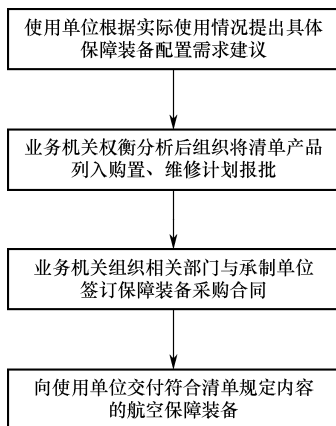 使用单位根据实际使用情况提出具体
保障装备配置需求建议
业务机关权衡分析后组织将清单产品
列入购置、维修计划报批
业务机关组织相关部门与承制单位
签订保障装备采购合同
向使用单位交付符合清单规定内容
的航空保障装备